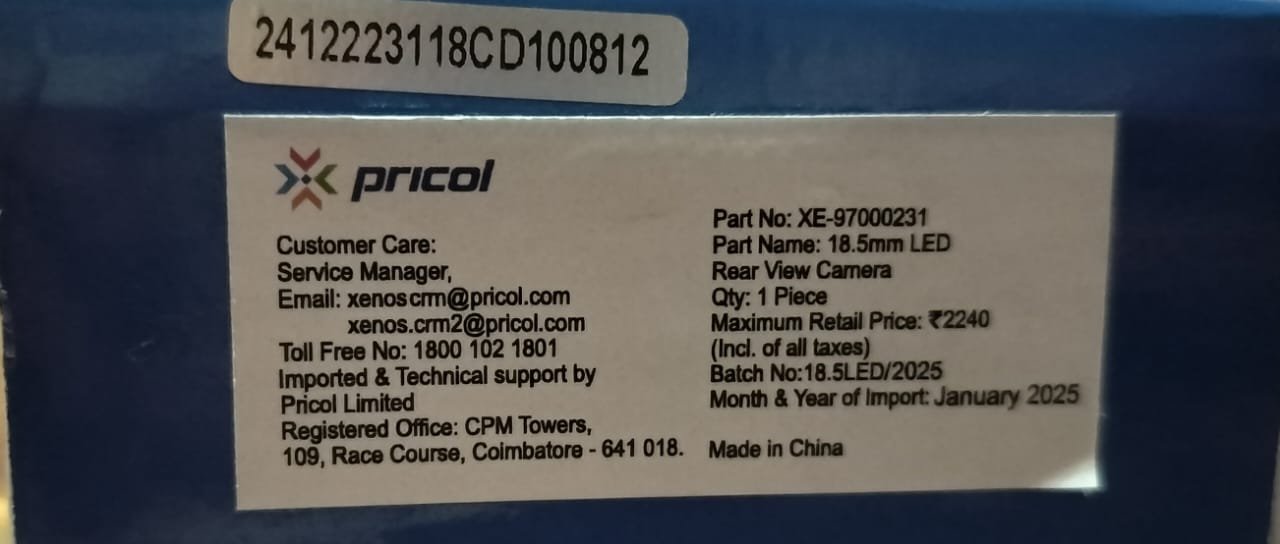 2412223118CD100812
pricol
Customer Care:
Service Manager,
Email: xenoscrm@pricol.com
xenos.crm2@pricol.com
Toll Free No: 1800 102 1801
Imported & Technical support by
Pricol Limited
Registered Office: CPM Towers,
109, Race Course, Coimbatore - 641 018.
Part No: XE-97000231
Part Name: 18.5mm LED
Rear View Camera
Qty: 1 Piece
Maximum Retail Price: ₹2240
(Incl. of all taxes)
Batch No:18.5LED/2025
Month & Year of Import: January 2025
Made in China